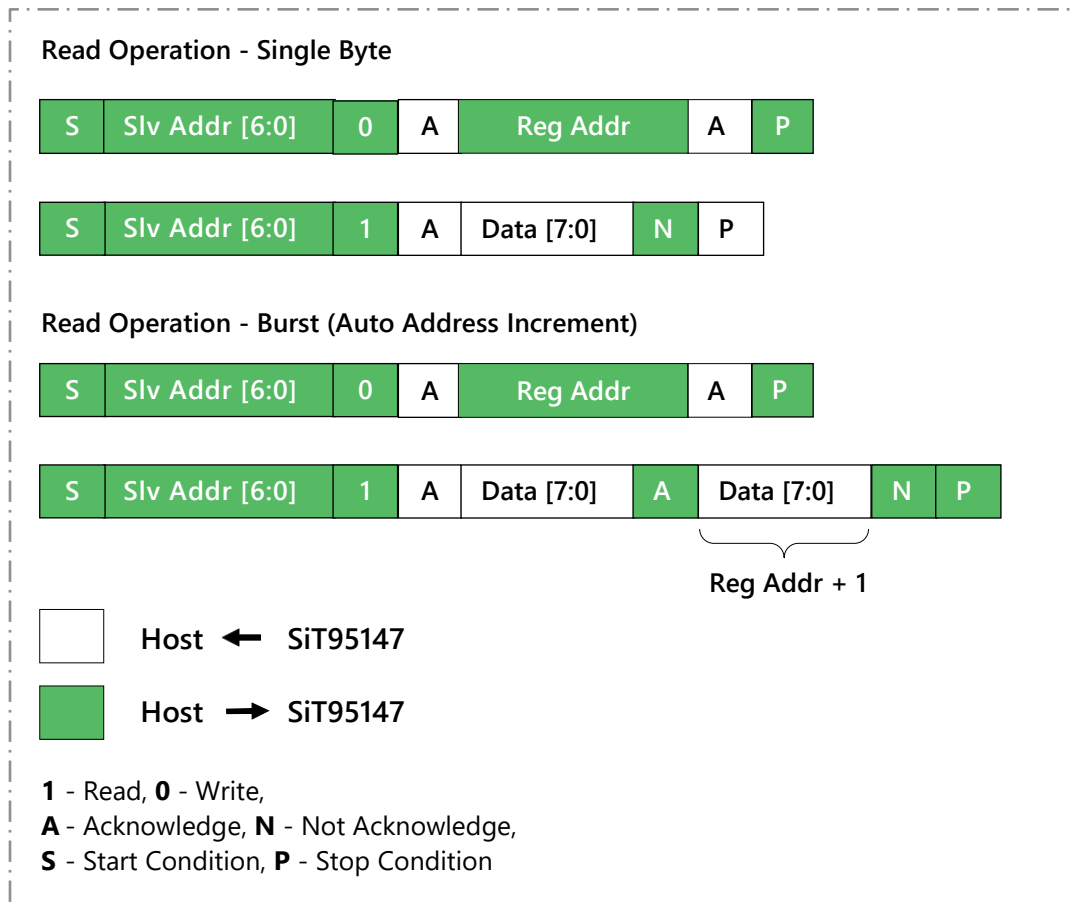 Read Operation - Single Byte
S Slv Addr [6:0] 0 A Reg Addr A P
S Slv Addr [6:0] 1 A Data [7:0] N P
Read Operation - Burst (Auto Address Increment)
S Slv Addr [6:0] 0 A Reg Addr A P
S Slv Addr [6:0] 1 A Data [7:0] A Data [7:0] N P
Reg Addr + 1
Host ← SiT95147
Host → SiT95147
1 - Read, 0 - Write,
A - Acknowledge, N - Not Acknowledge,
S - Start Condition, P - Stop Condition